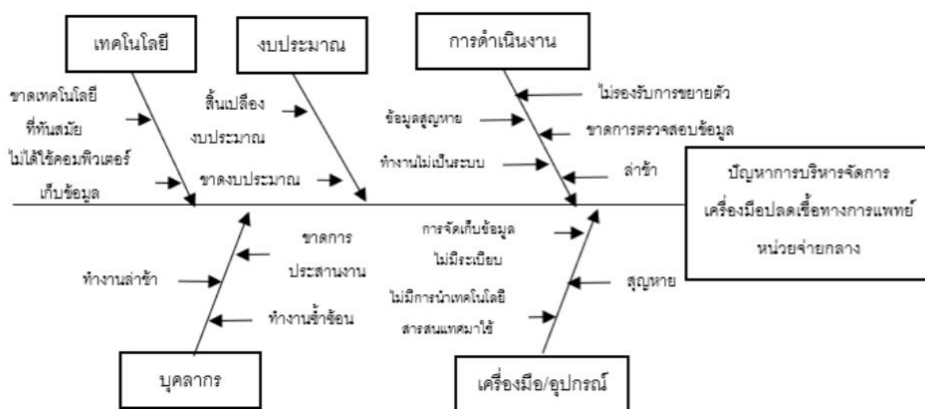 เทคโนโลยี
งบประมาณ
การดำเนินงาน
ขาดเทคโนโลยี
ที่ทันสมัย
ไม่ได้ใช้คอมพิวเตอร์
เก็บข้อมูล
สิ้นเปลือง
งบประมาณ
ขาดงบประมาณ
ข้อมูลสูญหาย
ทำงานไม่เป็นระบบ
ไม่รองรับการขยายตัว
ขาดการตรวจสอบข้อมูล
ล่าช้า
ปัญหาการบริหารจัดการ
เครื่องมือปลดเชื้อทางการแพทย์
หน่วยจ่ายกลาง
ทำงานล่าช้า
ขาดการ
ประสานงาน
ทำงานซ้ำซ้อน
การจัดเก็บข้อมูล
ไม่มีระเบียบ
ไม่มีการนำเทคโนโลยี
สารสนแทศมาใช้
สุญหาย
บุคลากร
เครื่องมือ/อุปกรณ์